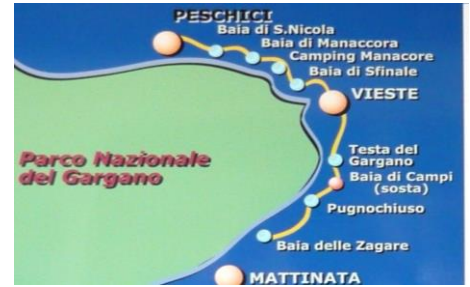 PESCHICI
Baia di S.Nicola
Baia di Manaccora
Camping Manacore
Baia di Sfinale
VIESTE
Parco Nazionale
del Gargano
Testa del
Gargano
Baia di Campi
(sosta)
Pugnochiuso
Baia delle Zagare
MATTINATA